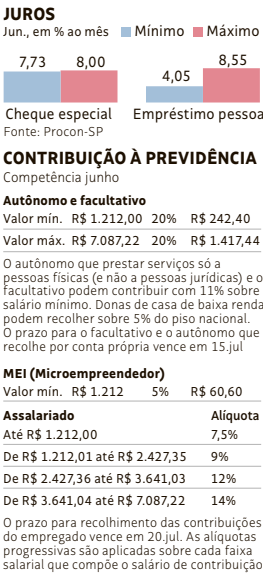 JUROS
Jun., em % ao mês Mínimo Máximo
7,73 8,00 4,05 8,55
Cheque especial Empréstimo pessoa
Fonte: Procon-SP
CONTRIBUIÇÃO À PREVIDÊNCIA
Competência junho
Autônomo e facultativo
Valor mín. R$ 1.212,00 20% R$ 242,40
Valor máx. R$ 7.087,22 20% R$ 1.417,44
O autônomo que prestar serviços só a
pessoas físicas (e não a pessoas jurídicas) e o
facultativo podem contribuir com 11% sobre
salário mínimo. Donas de casa de baixa renda
podem recolher sobre 5% do piso nacional.
O prazo para o facultativo e o autônomo que
recolhe por conta própria vence em 15.jul
MEI (Microempreendedor)
Valor mín. R$ 1.212 5% R$ 60,60
Assalariado Alíquota
Até R$ 1.212,00 7,5%
De R$ 1.212,01 até R$ 2.427,35 9%
De R$ 2.427,36 até R$ 3.641,03 12%
De R$ 3.641,04 até R$ 7.087,22 14%
O prazo para recolhimento das contribuições
do empregado vence em 20.jul. As alíquotas
progressivas são aplicadas sobre cada faixa
salarial que compõe o salário de contribuição